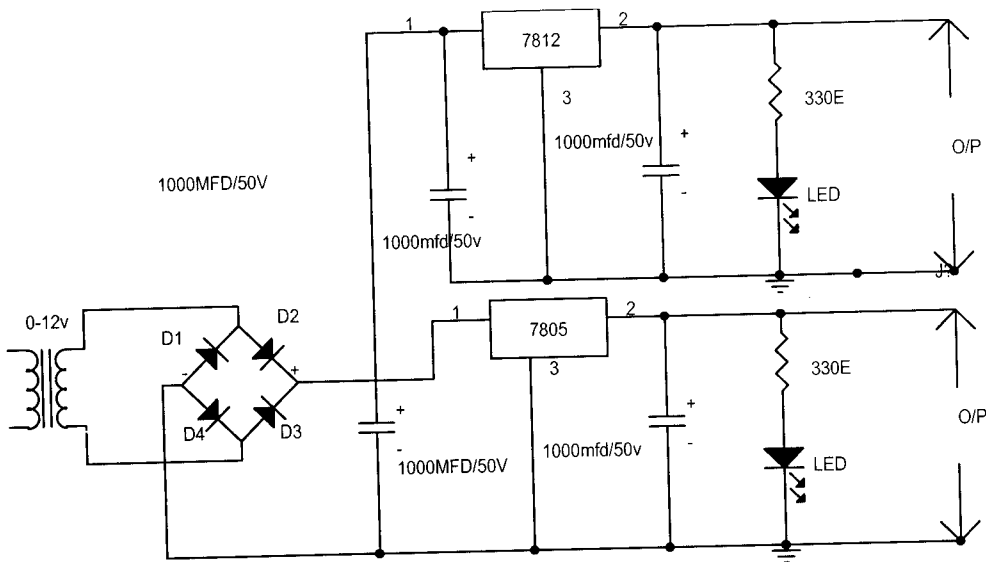 1
7812
2
3
330E
+
1000mfd/50v
+
O/P
1000MFD/50V
-
LED
-
1000mfd/50v
0-12v
1
7805
2
D1
D2
3
330E
-
+
+
+
O/P
D4
D3
-
-
1000MFD/50V
1000mfd/50v
LED